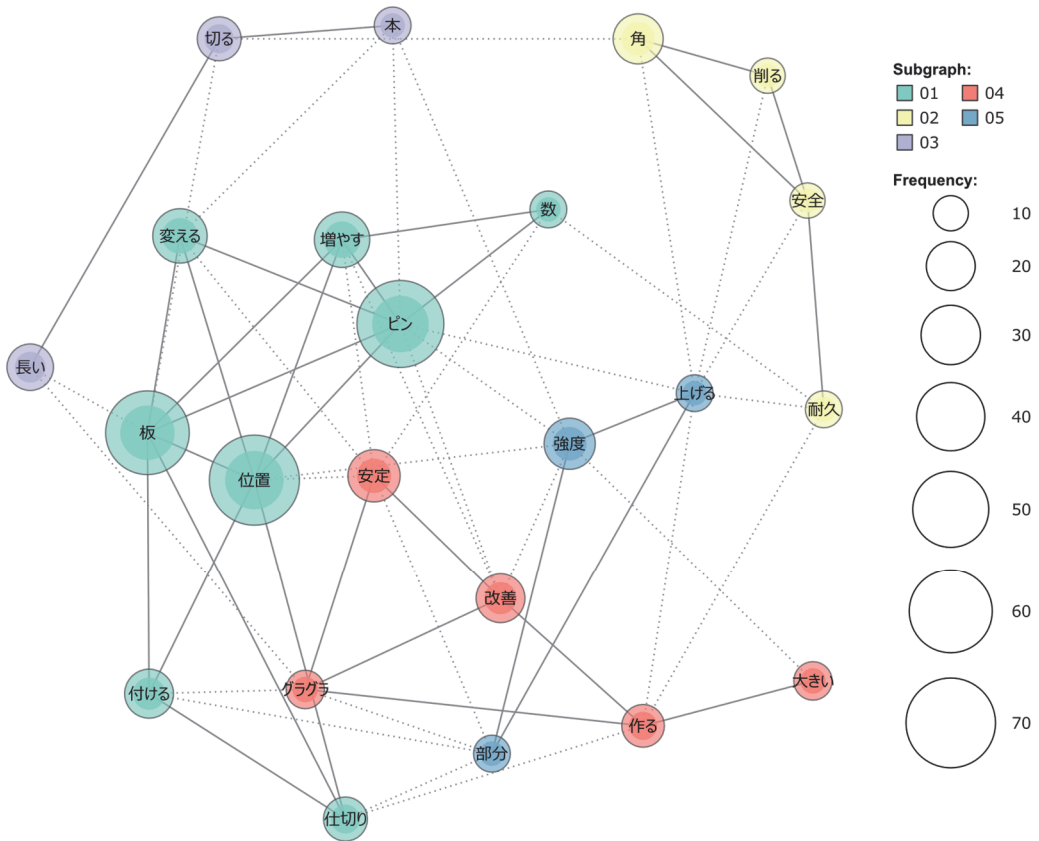 本
切る
角
削る
Subgraph:
01
04
02
05
03
Frequency:
安全
数
10
変える
増やす
20
ピン
30
長い
上げる
耐久
40
板
強度
安定
位置
50
改善
60
大きい
グラグラ
付ける
70
作る
部分
仕切り